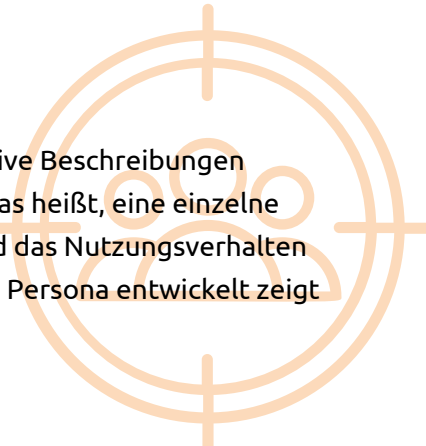 ive Beschreibungen
as heißt, eine einzelne
d das Nutzungsverhalten
Persona entwickelt zeigt